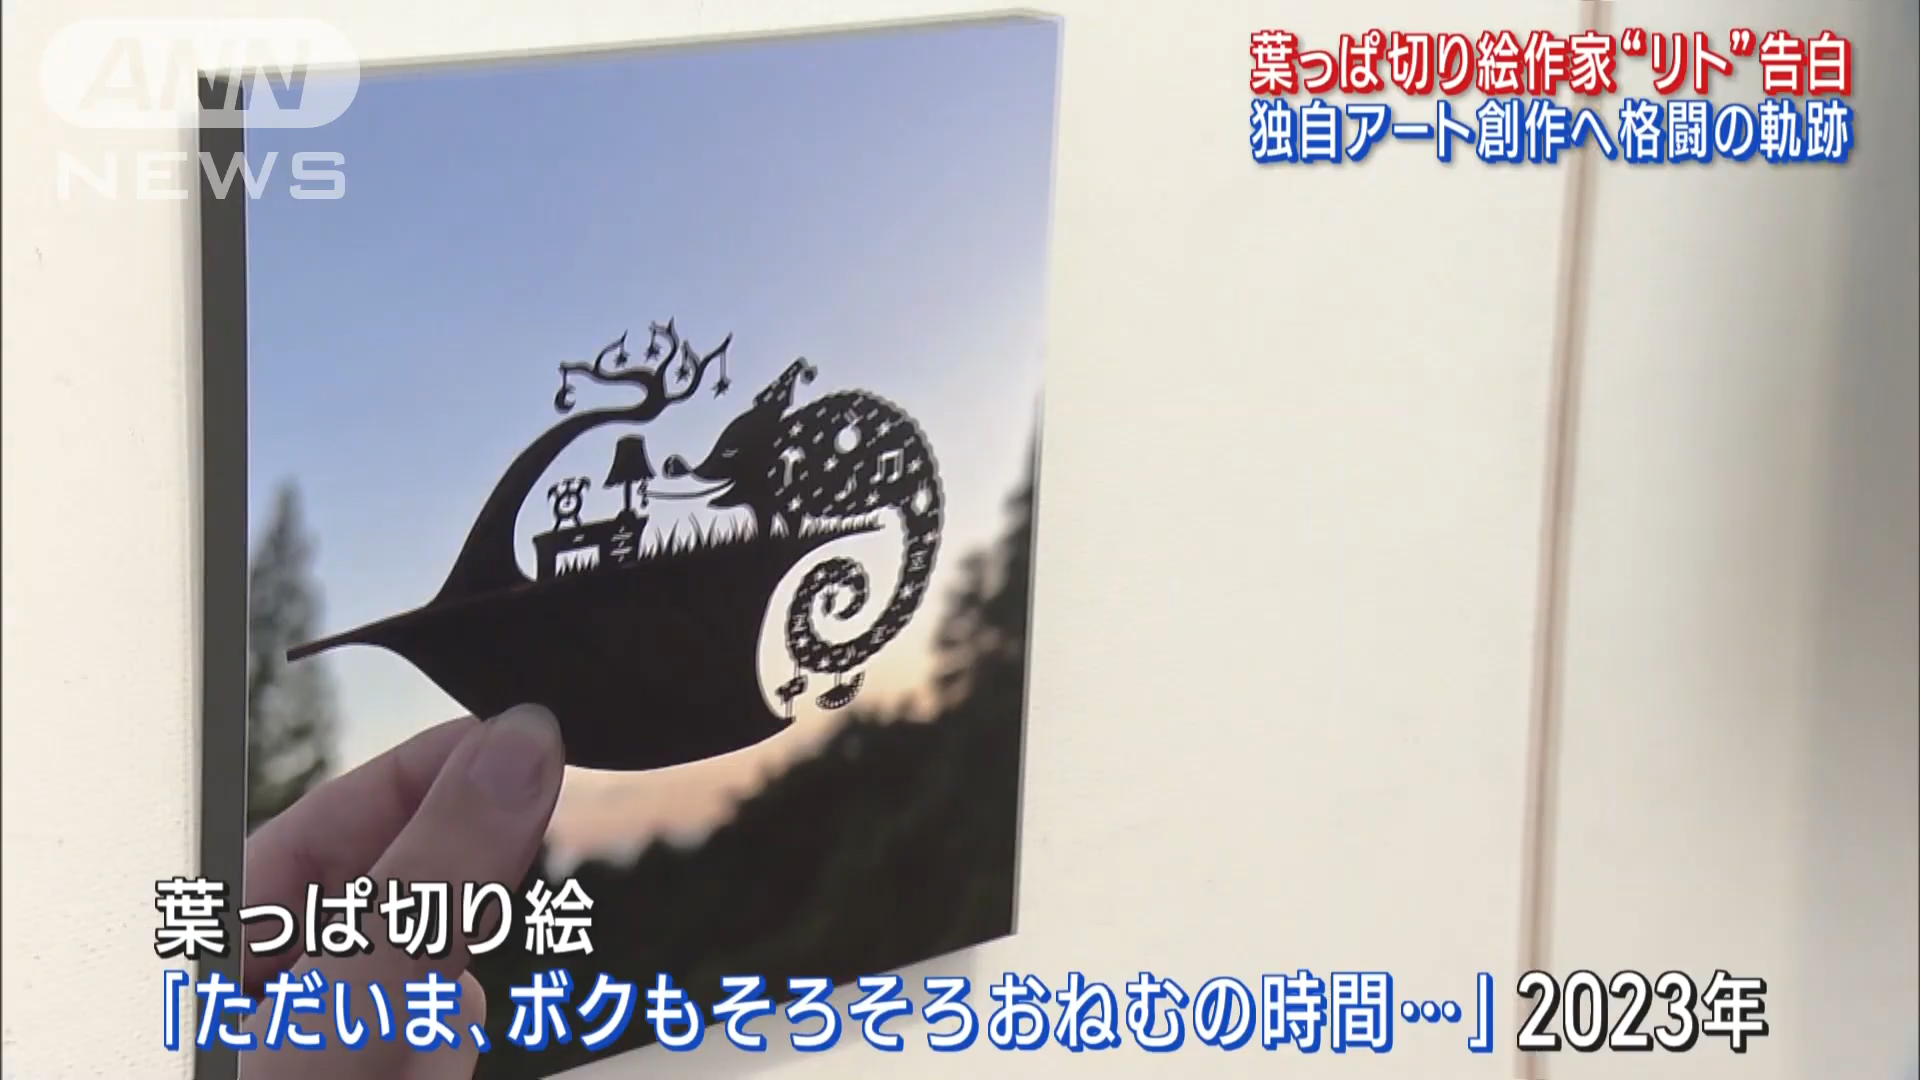 ANN
NEWS
葉っぱ切り絵作家“リト”告白
独自アート創作へ格闘の軌跡
葉っぱ切り絵
「ただいま、ボクもそろそろおねむの時間…」2023年